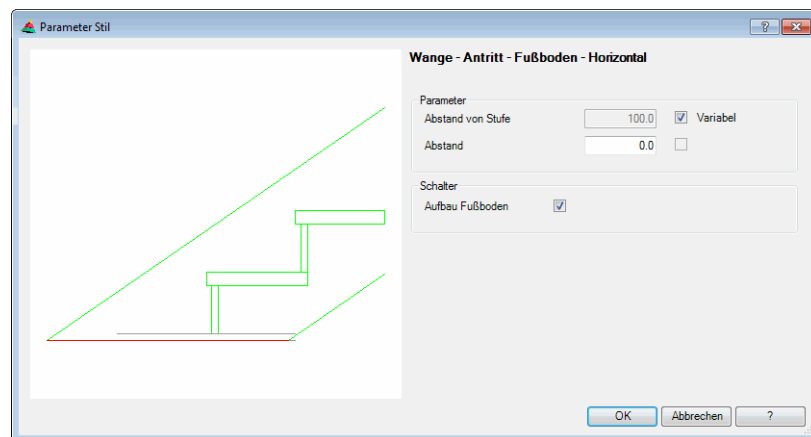 Parameter Stil
?
Wange - Antritt - Fußboden - Horizontal
Parameter
Abstand von Stufe 100.0 Variabel
Abstand 0.0
Schalter
Aufbau Fußboden
OK Abbrechen ?